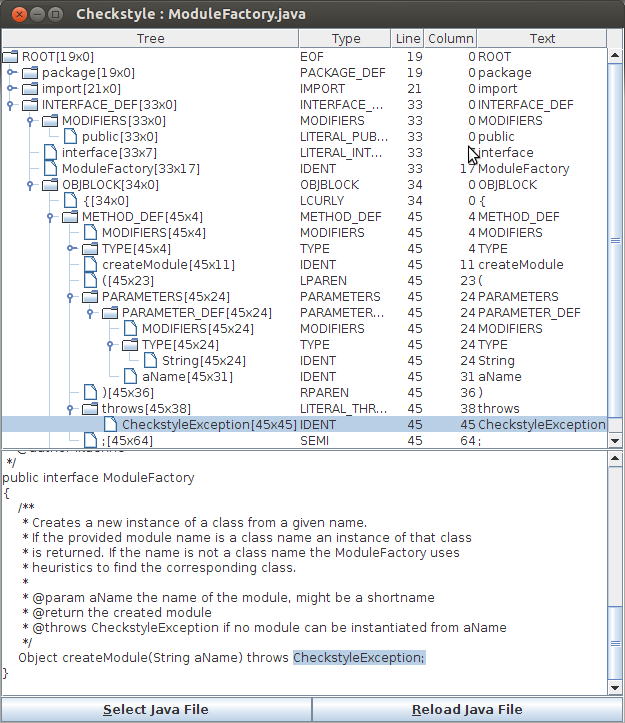 Checkstyle : ModuleFactory.java
Tree Type Line Column Text
ROOT[19x0] EOF 19 0 ROOT
package[19x0] PACKAGE_DEF 19 0 package
import[21x0] IMPORT 21 0 import
INTERFACE_DEF[33x0] INTERFACE_... 33 0 INTERFACE_DEF
MODIFIERS[33x0] MODIFIERS 33 0 MODIFIERS
public[33x0] LITERAL_PUB... 33 0 public
interface[33x7] LITERAL_INT... 33 interface
ModuleFactory[33x17] IDENT 33 17 ModuleFactory
OBJBLOCK[34x0] OBJBLOCK 34 0 OBJBLOCK
{[34x0] LCURLY 34 0 {
METHOD_DEF[45x4] METHOD_DEF 45 4 METHOD_DEF
MODIFIERS[45x4] MODIFIERS 45 4 MODIFIERS
TYPE[45x4] TYPE 45 4 TYPE
createModule[45x11] IDENT 45 11 createModule
([45x23] LPAREN 45 23 (
PARAMETERS[45x24] PARAMETERS 45 24 PARAMETERS
PARAMETER_DEF[45x24] PARAMETER... 45 24 PARAMETER_DEF
MODIFIERS[45x24] MODIFIERS 45 24 MODIFIERS
TYPE[45x24] TYPE 45 24 TYPE
String[45x24] IDENT 45 24 String
aName[45x31] IDENT 45 31 aName
)[45x36] RPAREN 45 36 )
throws[45x38] LITERAL_THR... 45 38 throws
CheckstyleException[45x45] IDENT 45 45 CheckstyleException
;[45x64] SEMI 45 64 ;
*/
public interface ModuleFactory
{
/**
* Creates a new instance of a class from a given name.
* If the provided module name is a class name an instance of that class
* is returned. If the name is not a class name the ModuleFactory uses
* heuristics to find the corresponding class.
*
* @param aName the name of the module, might be a shortname
* @return the created module
* @throws CheckstyleException if no module can be instantiated from aName
*/
Object createModule(String aName) throws CheckstyleException;
}
Select Java File Reload Java File